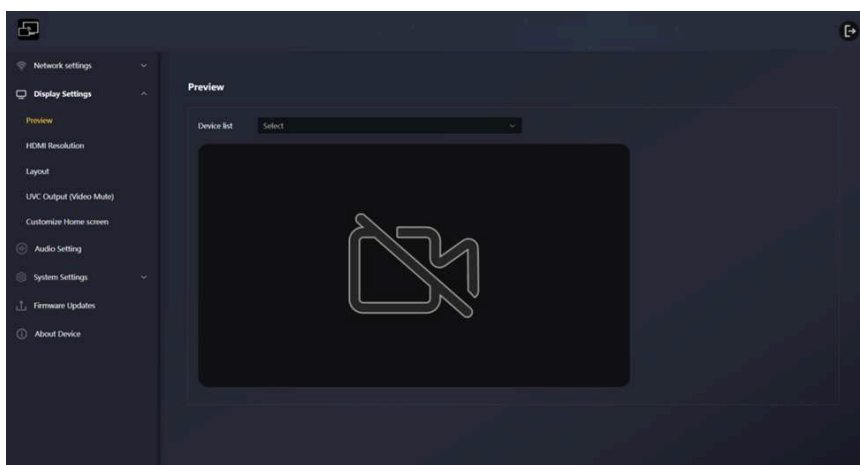 Network settings
Display Settings
Preview
HDMI Resolution
Layout
UVC Output (Video Mute)
Customize Home screen
Audio Setting
System Settings
Firmware Updates
About Device
Preview
Device list
Select